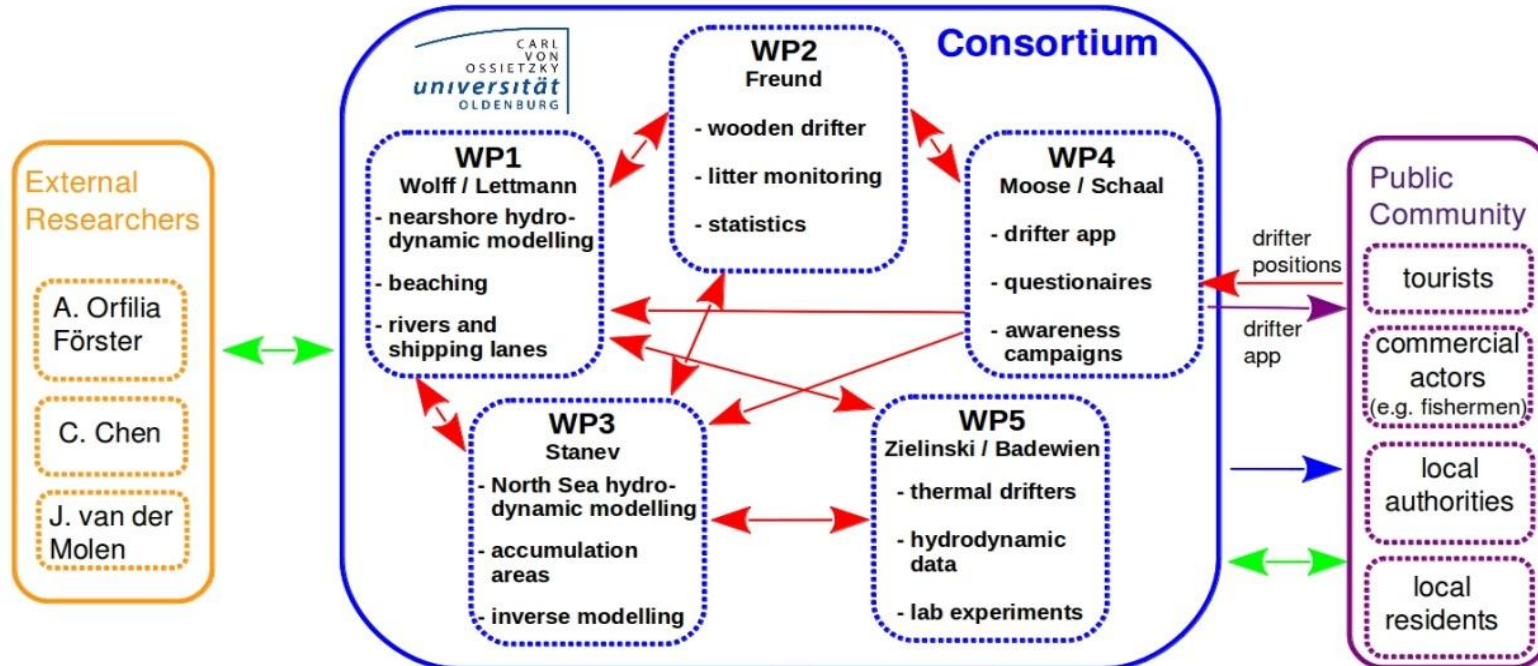 CARL
VON
OSSIETZKY
universität
OLDENBURG
Consortium
External
Researchers
A. Orfilia
Förster
C. Chen
J. van der
Molen
WP1
Wolff / Lettmann
- nearshore hydro-
dynamic modelling
- beaching
- rivers and
shipping lanes
WP2
Freund
- wooden drifter
- litter monitoring
- statistics
WP4
Moose / Schaal
- drifter app
- questionaires
- awareness
campaigns
WP3
Stanev
- North Sea hydro-
dynamic modelling
- accumulation
areas
- inverse modelling
WP5
Zielinski / Badewien
- thermal drifters
- hydrodynamic
data
- lab experiments
drifter
positions
drifter
app
Public
Community
tourists
commercial
actors
(e.g. fishermen)
local
authorities
local
residents